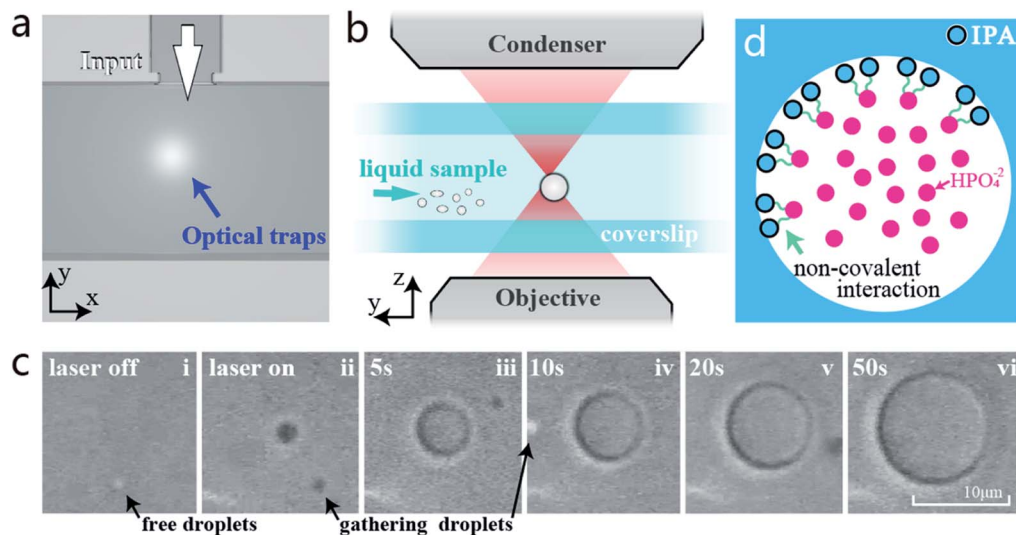 a
Input
Optical traps
y
x
b
Condenser
liquid sample
coverslip
z
y
Objective
d
IPA
HPO₄⁻²
non-covalent
interaction
c
laser off
i
laser on
ii
5s
iii
10s
iv
20s
v
50s
vi
10μm
free droplets
gathering droplets